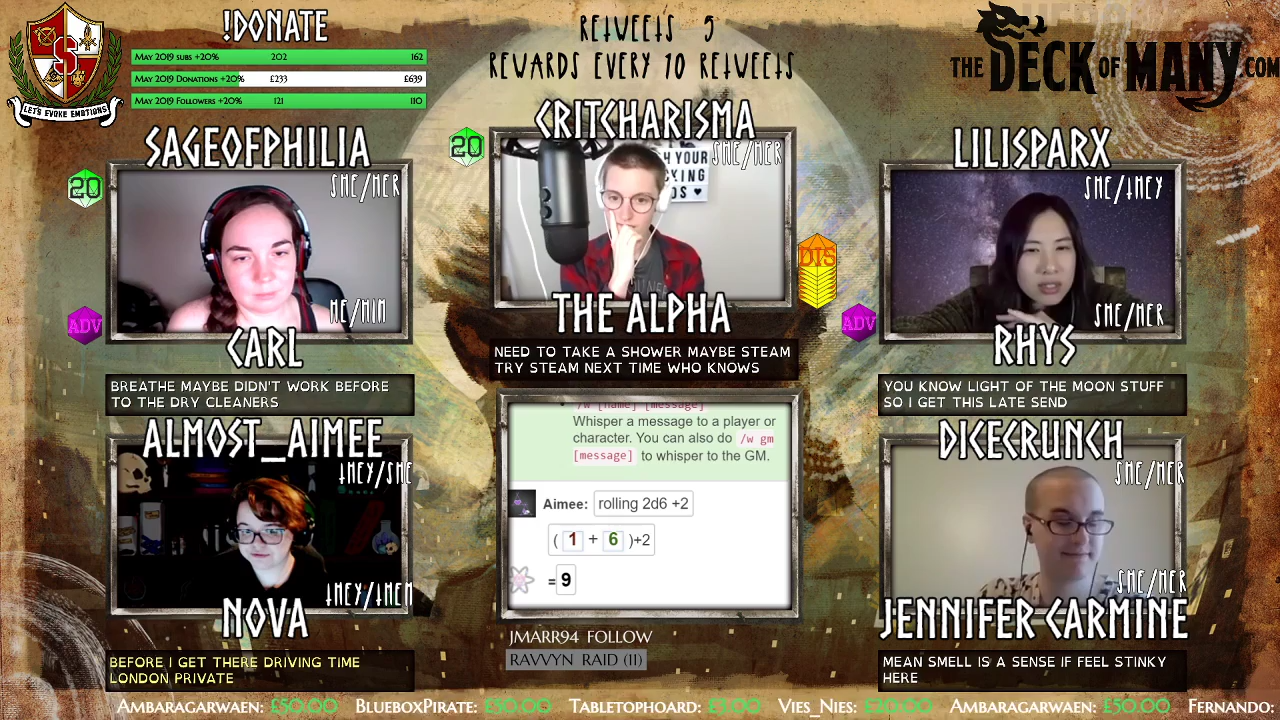 !DONATE
MAY 2019 SUBS +20% 202 162
MAY 2019 DONATIONS +20% £233 £639
MAY 2019 FOLLOWERS +20% 121 110
LET'S EVOKE EMOTIONS
RETWEETS 5
REWARDS EVERY 10 RETWEETS
THE DECK OF MANY.COM
SAGEOFPHILIA
20
SHE/HER
HE/HIM
ADV
CARL
BREATHE MAYBE DIDN'T WORK BEFORE
TO THE DRY CLEANERS
CRITCHARISMA
20
SHE/HER
H YOUR
KING
DS ♥
DIS
THE ALPHA
NEED TO TAKE A SHOWER MAYBE STEAM
TRY STEAM NEXT TIME WHO KNOWS
LILISPARX
SHE/THEY
SHE/HER
ADV
RHYS
YOU KNOW LIGHT OF THE MOON STUFF
SO I GET THIS LATE SEND
ALMOST_AIMEE
THEY/SHE
THEY/THEM
NOVA
BEFORE I GET THERE DRIVING TIME
LONDON PRIVATE
/w [name] [message]
Whisper a message to a player or
character. You can also do /w gm
[message] to whisper to the GM.
Aimee: rolling 2d6 +2
( 1 + 6 )+2
= 9
JMARR94 FOLLOW
RAVVYN RAID (11)
DICECRUNCH
SHE/HER
SHE/HER
JENNIFER CARMINE
MEAN SMELL IS A SENSE IF FEEL STINKY
HERE
AMBARAGARWAEN: £50.00 BLUEBOXPIRATE: £50.00 TABLETOPHOARD: £5.00 VIES_NIES: £20.00 AMBARAGARWAEN: £50.00 FERNANDO: